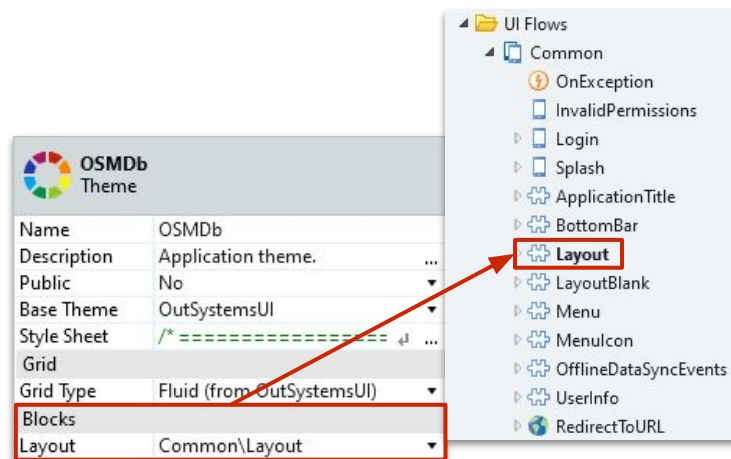 UI Flows
Common
OnException
InvalidPermissions
Login
Splash
ApplicationTitle
BottomBar
Layout
LayoutBlank
Menu
MenuIcon
OfflineDataSyncEvents
UserInfo
RedirectToURL
OSMDb
Theme
Name OSMDb
Description Application theme. ...
Public No
Base Theme OutSystemsUI
Style Sheet /* ================= ...
Grid
Grid Type Fluid (from OutSystemsUI)
Blocks
Layout Common\Layout